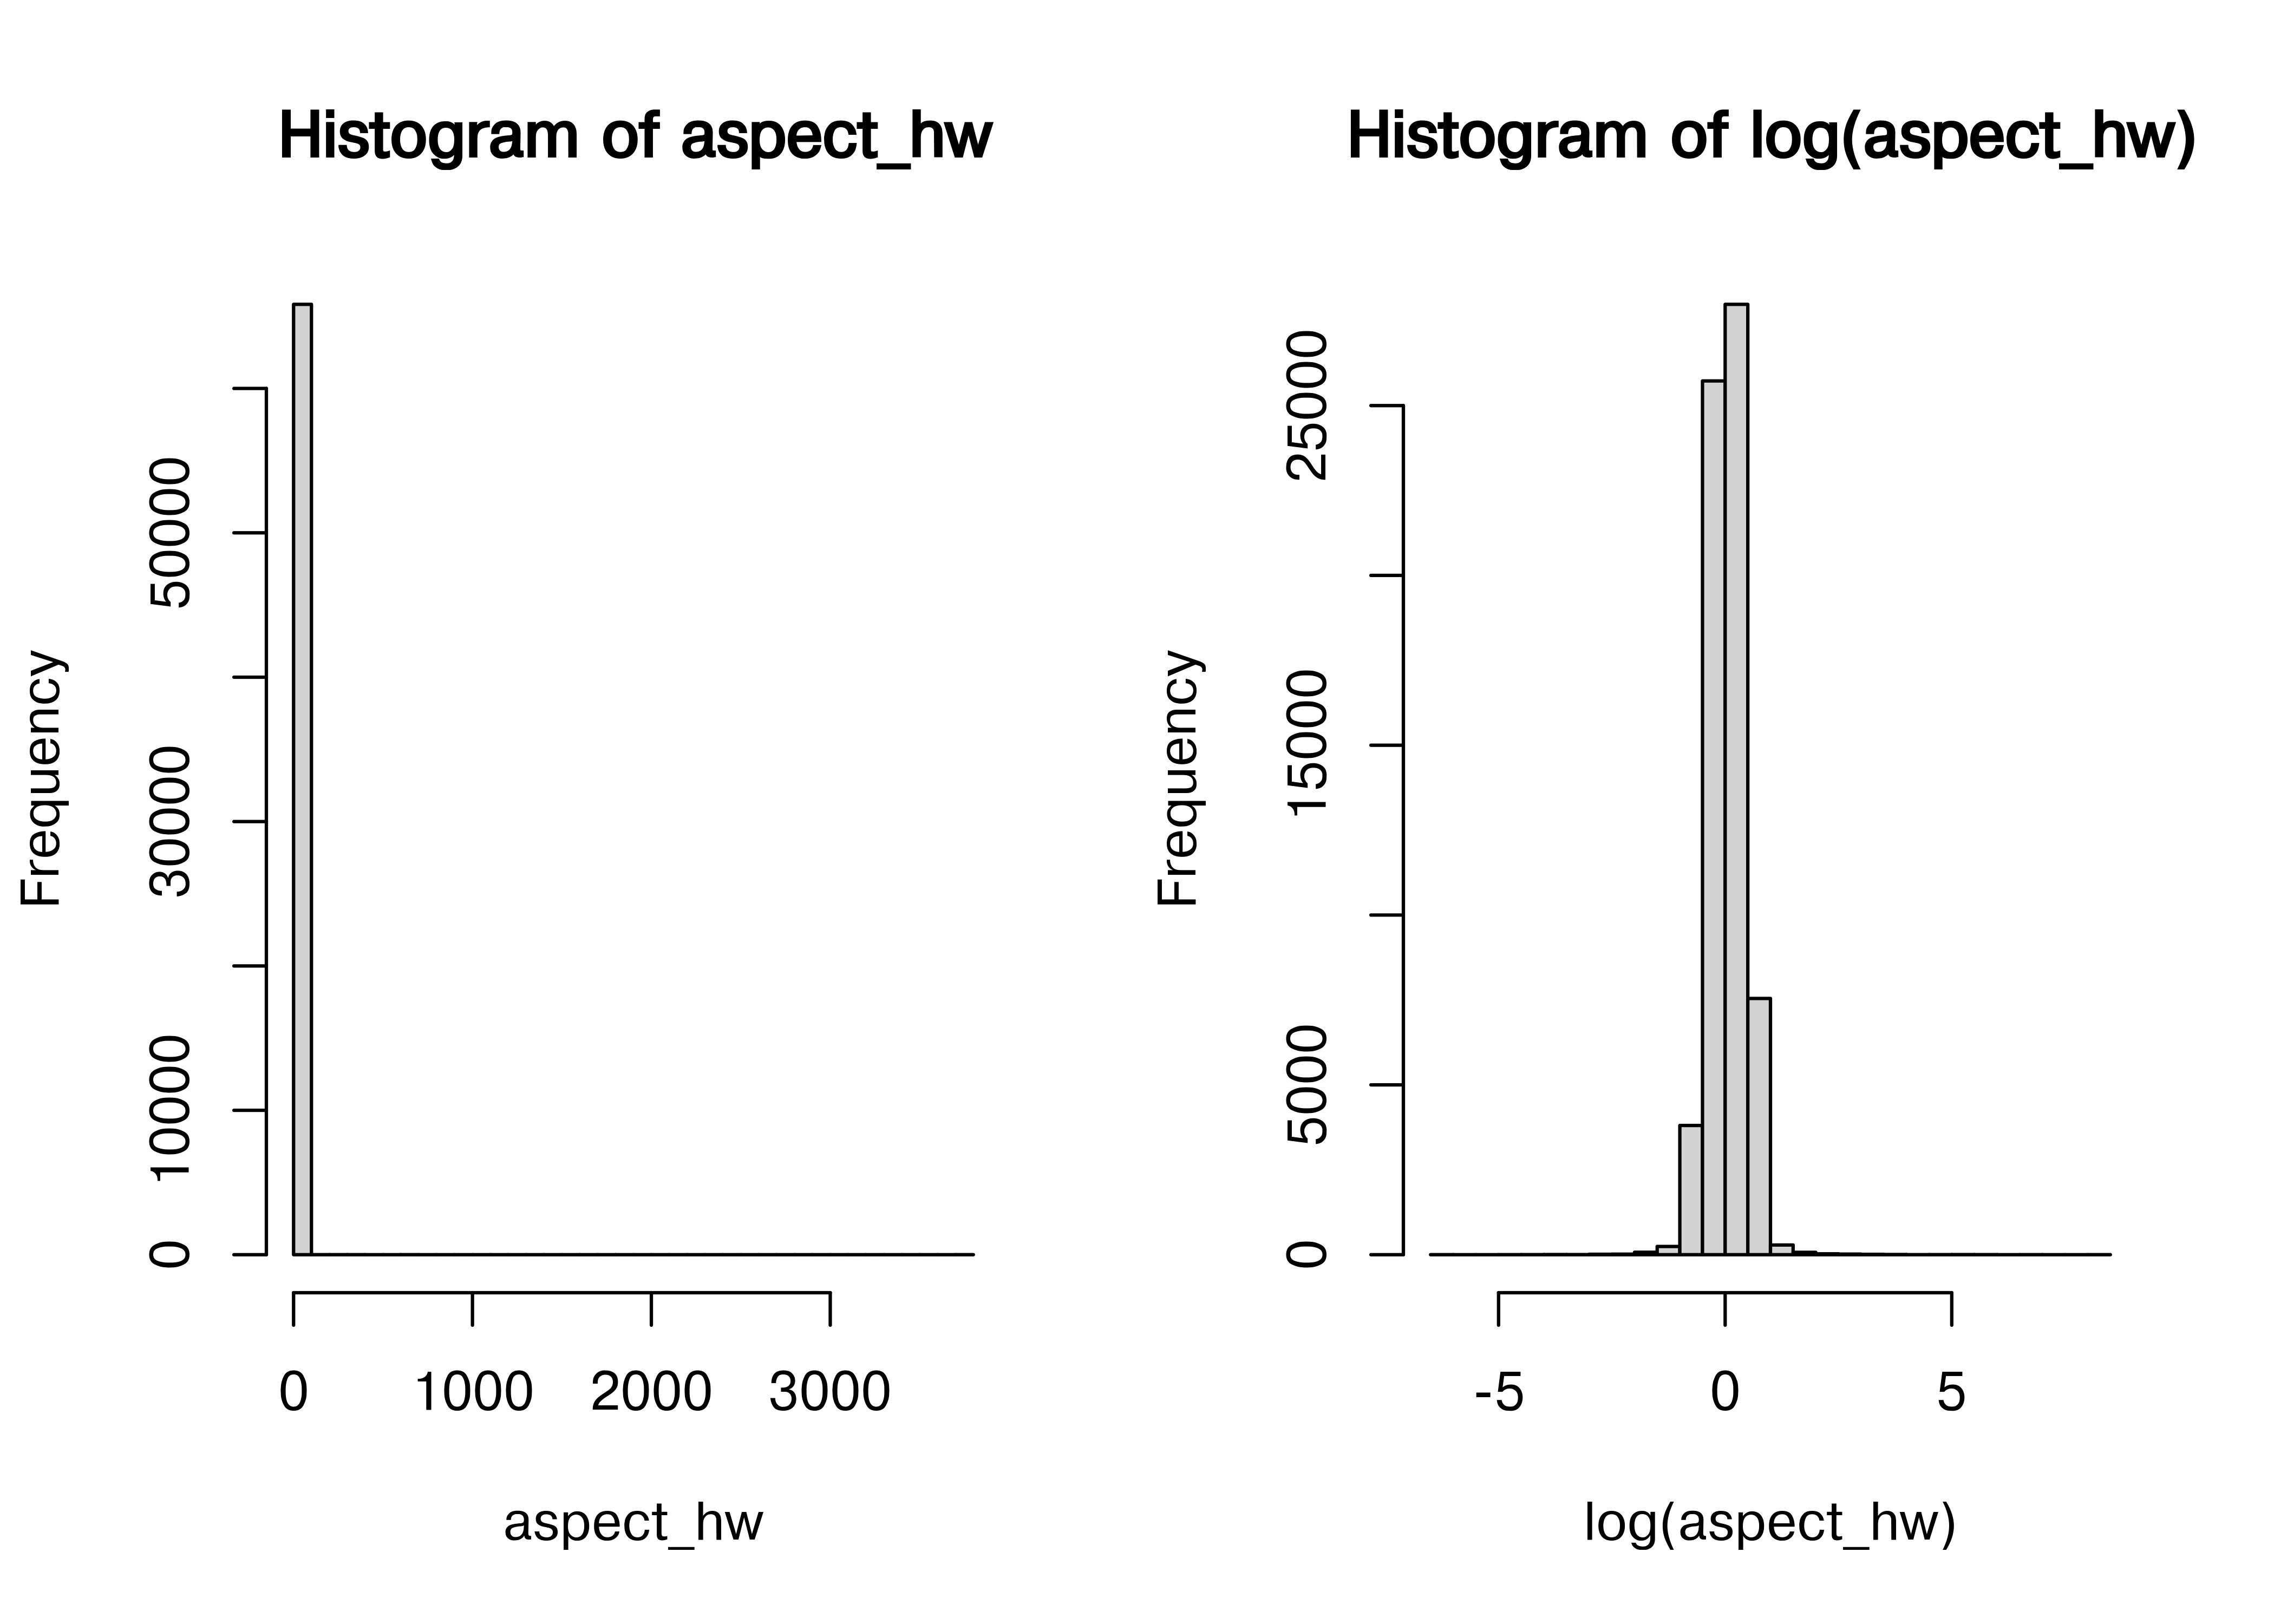 Histogram of aspect_hw
Frequency
50000
30000
10000
0
0 1000 2000 3000
aspect_hw
Histogram of log(aspect_hw)
Frequency
25000
15000
5000
0
-5 0 5
log(aspect_hw)